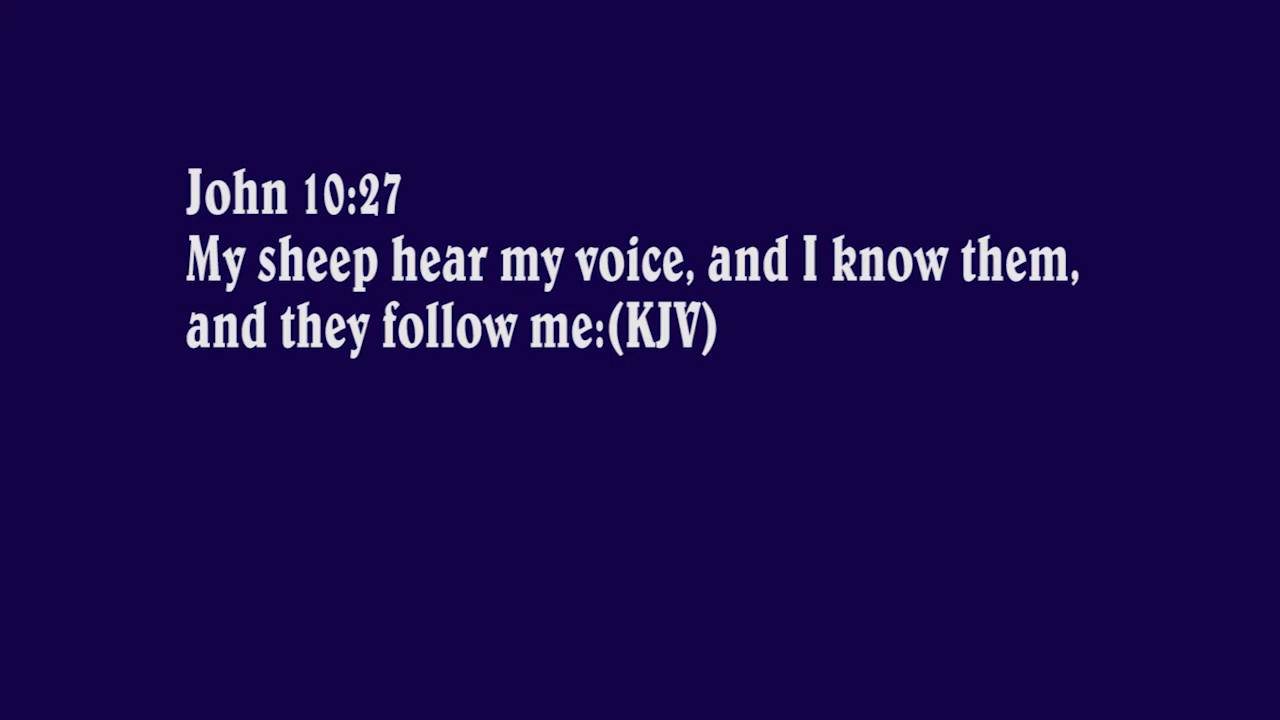 John 10:27
My sheep hear my voice, and I know them,
and they follow me:(KJV)